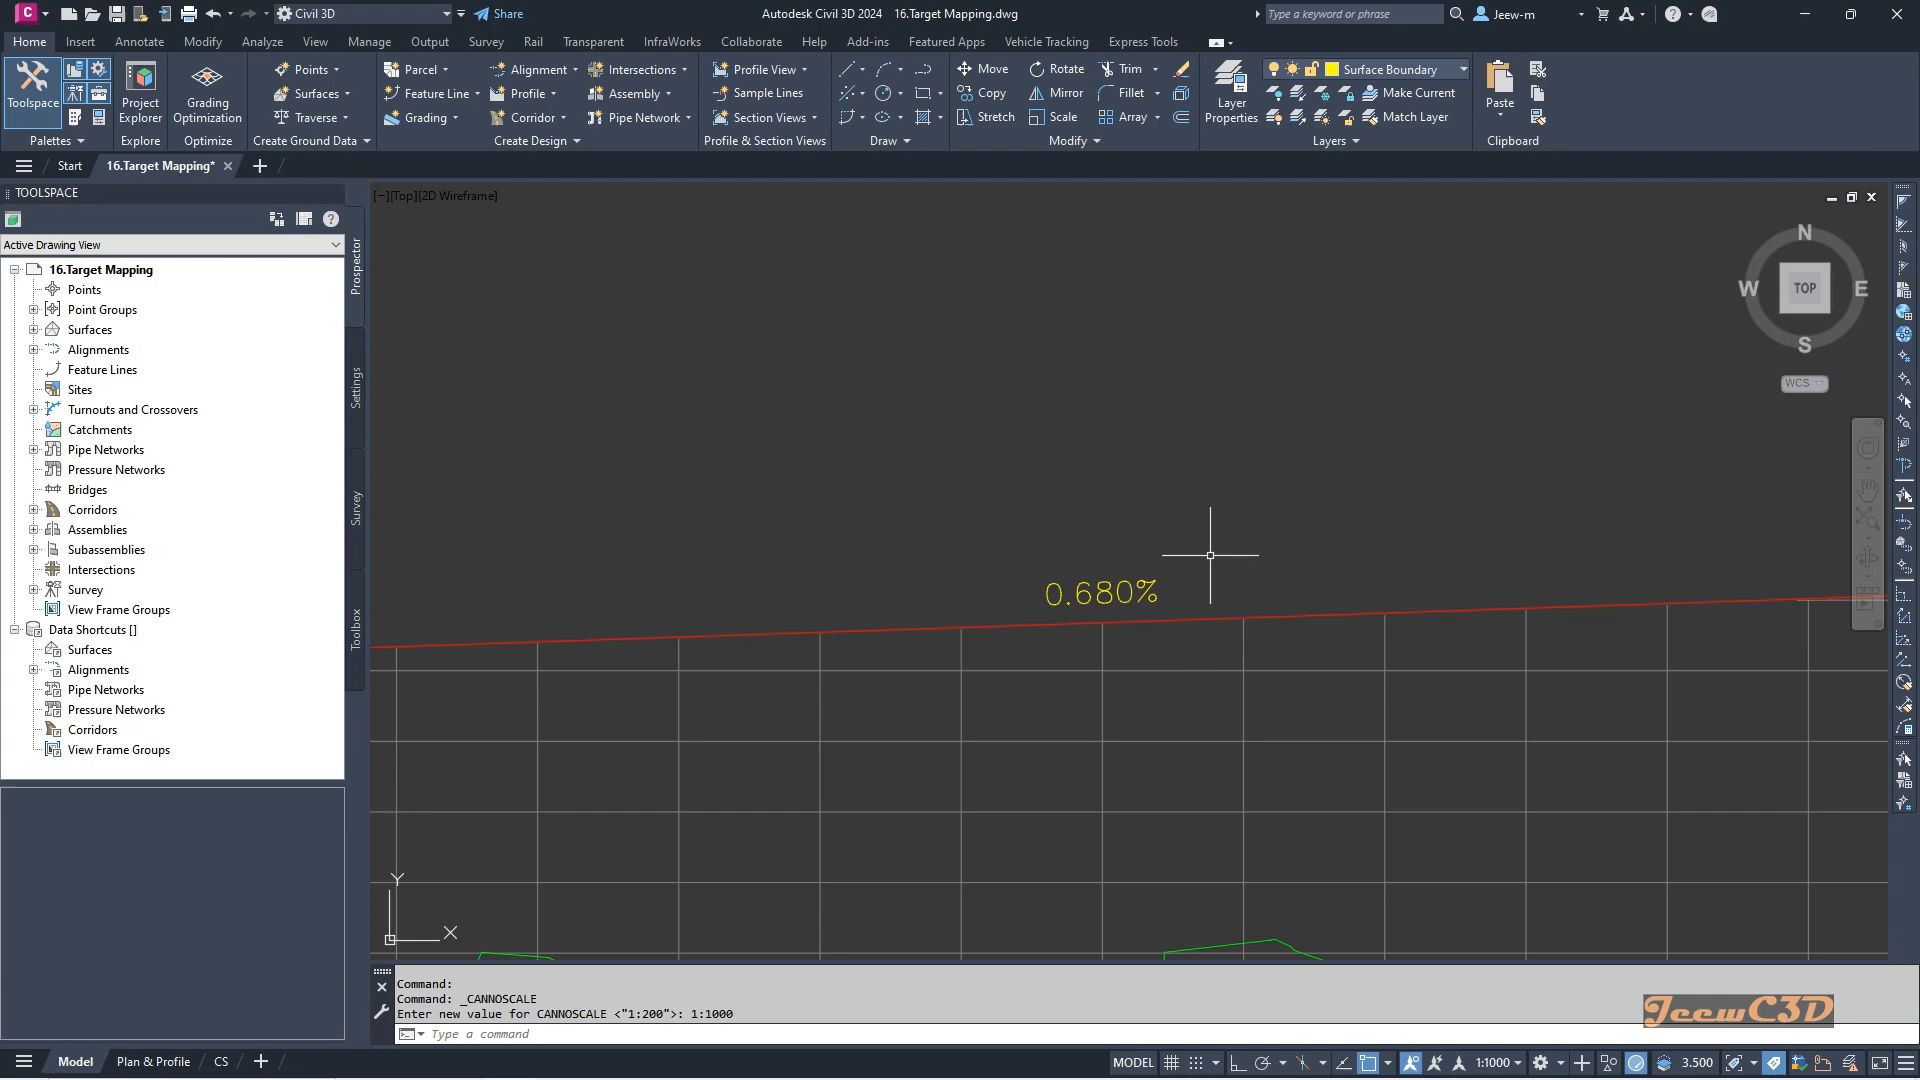 Civil 3D
Share
Autodesk Civil 3D 2024 16.Target Mapping.dwg
Type a keyword or phrase
Jeew-m
Home Insert Annotate Modify Analyze View Manage Output Survey Rail Transparent InfraWorks Collaborate Help Add-ins Featured Apps Vehicle Tracking Express Tools
Toolspace
Palettes
Project Explorer
Explore
Grading Optimization
Optimize
Points
Surfaces
Traverse
Create Ground Data
Parcel
Feature Line
Grading
Alignment
Profile
Corridor
Intersections
Assembly
Pipe Network
Create Design
Profile View
Sample Lines
Section Views
Profile & Section Views
Draw
Move
Copy
Stretch
Rotate
Mirror
Scale
Trim
Fillet
Array
Modify
Layer Properties
Surface Boundary
Make Current
Match Layer
Layers
Paste
Clipboard
Start
16.Target Mapping*
TOOLSPACE
Active Drawing View
16.Target Mapping
Points
Point Groups
Surfaces
Alignments
Feature Lines
Sites
Turnouts and Crossovers
Catchments
Pipe Networks
Pressure Networks
Bridges
Corridors
Assemblies
Subassemblies
Intersections
Survey
View Frame Groups
Data Shortcuts []
Surfaces
Alignments
Pipe Networks
Pressure Networks
Corridors
View Frame Groups
Prospector
Settings
Survey
Toolbox
[−][Top][2D Wireframe]
N
W
TOP
E
S
WCS
0.680%
Y
X
Command:
Command: _CANNOSCALE
Enter new value for CANNOSCALE <"1:200">: 1:1000
Type a command
JeewC3D
Model
Plan & Profile
CS
MODEL
1:1000
3.500